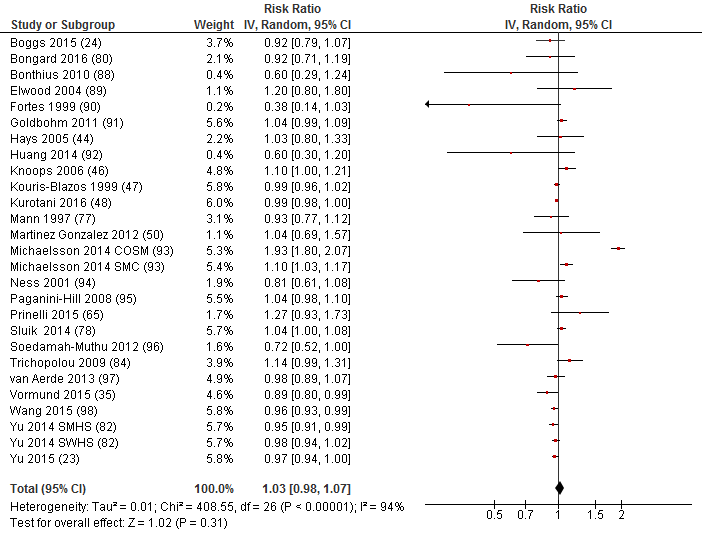 Risk Ratio Risk Ratio
Study or Subgroup Weight IV, Random, 95% CI IV, Random, 95% CI
Boggs 2015 (24) 3.7% 0.92 [0.79, 1.07]
Bongard 2016 (80) 2.1% 0.92 [0.71, 1.19]
Bonthius 2010 (88) 0.4% 0.60 [0.29, 1.24]
Elwood 2004 (89) 1.2% 1.20 [0.80, 1.80]
Fortes 1999 (90) 0.2% 0.38 [0.14, 1.03]
Goldbohm 2011 (91) 5.6% 1.04 [0.99, 1.09]
Hays 2005 (44) 2.2% 1.03 [0.80, 1.33]
Huang 2014 (92) 0.4% 0.60 [0.30, 1.20]
Knoops 2006 (46) 4.8% 1.10 [1.00, 1.21]
Kouris-Blazos 1999 (47) 5.8% 0.99 [0.96, 1.02]
Kurotani 2016 (48) 6.0% 0.99 [0.98, 1.00]
Mann 1997 (77) 3.1% 0.93 [0.77, 1.12]
Martinez Gonzalez 2012 (50) 1.1% 1.04 [0.69, 1.57]
Michaelsson 2014 COSM (93) 5.3% 1.93 [1.80, 2.07]
Michaelsson 2014 SMC (93) 5.4% 1.10 [1.03, 1.17]
Ness 2001 (94) 1.9% 0.81 [0.61, 1.08]
Paganini-Hill 2008 (95) 5.5% 1.04 [0.98, 1.10]
Prinelli 2015 (65) 1.7% 1.27 [0.93, 1.73]
Sluik 2014 (78) 5.7% 1.04 [1.00, 1.08]
Soedamah-Muthu 2012 (96) 1.6% 0.72 [0.52, 1.00]
Trichopolou 2009 (84) 3.9% 1.14 [0.99, 1.31]
van Aerde 2013 (97) 4.9% 0.98 [0.89, 1.07]
Vormund 2015 (35) 4.6% 0.89 [0.80, 0.99]
Wang 2015 (98) 5.8% 0.96 [0.93, 0.99]
Yu 2014 SMHS (82) 5.6% 0.95 [0.91, 0.99]
Yu 2014 SWHS (82) 5.7% 0.98 [0.94, 1.02]
Yu 2015 (23) 5.8% 0.97 [0.94, 1.00]
Total (95% CI) 100.0% 1.03 [0.98, 1.07]
Heterogeneity: Tau² = 0.01; Chi² = 408.55, df = 26 (P < 0.00001); I² = 94%
Test for overall effect: Z = 1.02 (P = 0.31)
0.5 0.7 1 1.5 2